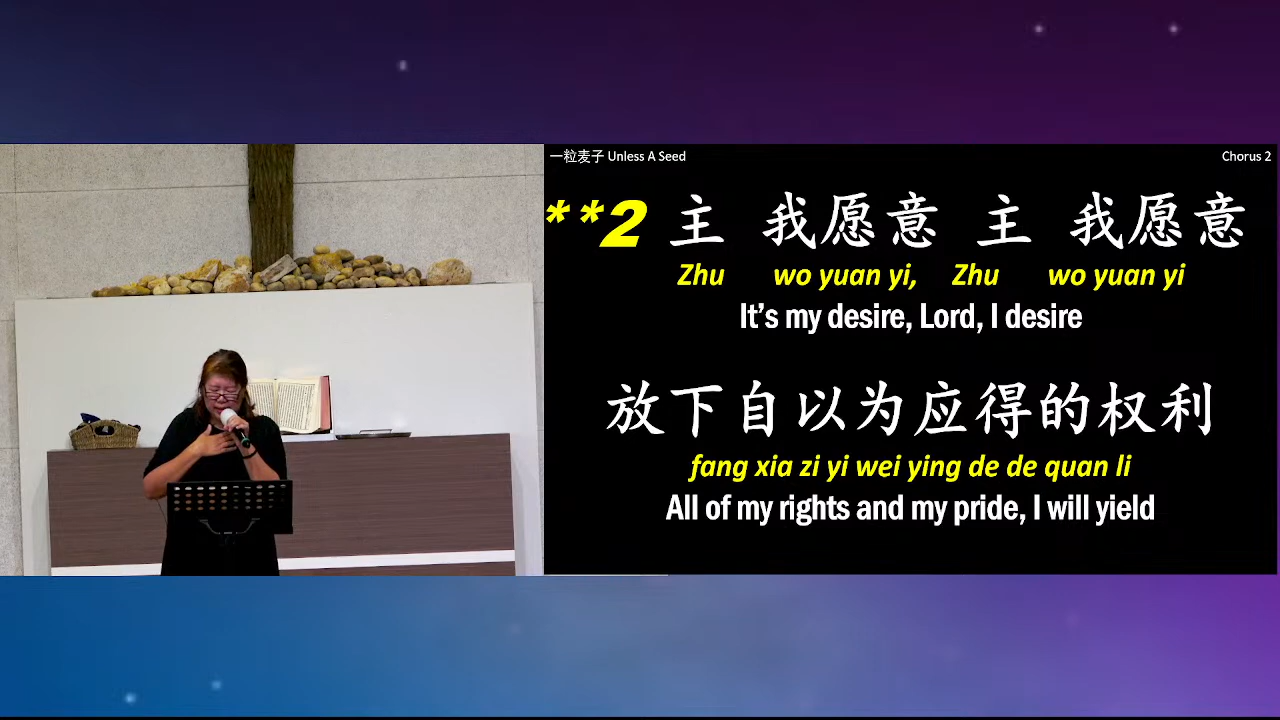 一粒麦子 Unless A Seed
Chorus 2
**2 主 我愿意 主 我愿意
Zhu wo yuan yi, Zhu wo yuan yi
It's my desire, Lord, I desire
放下自以为应得的权利
fang xia zi yi wei ying de de quan li
All of my rights and my pride, I will yield